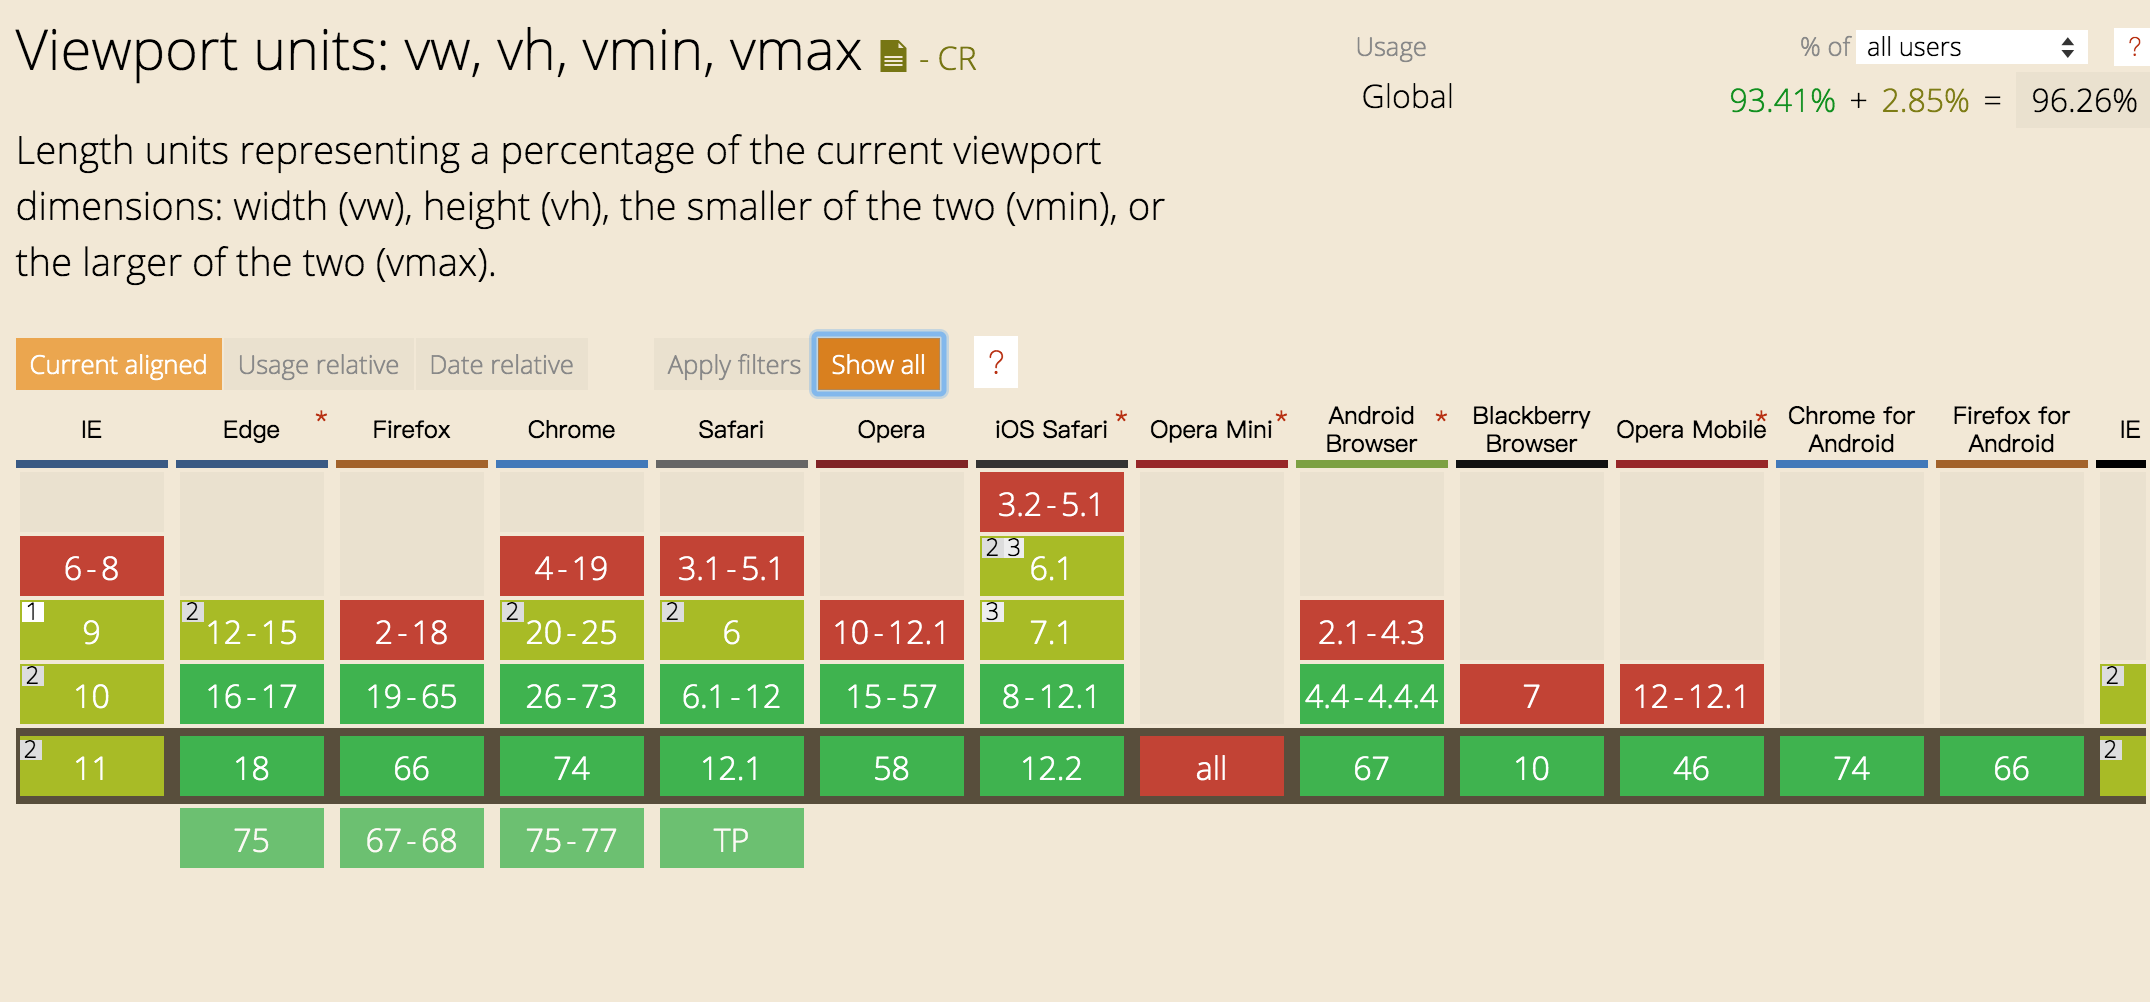 Viewport units: vw, vh, vmin, vmax - CR
Usage % of all users ?
Global 93.41% + 2.85% = 96.26%
Length units representing a percentage of the current viewport
dimensions: width (vw), height (vh), the smaller of the two (vmin), or
the larger of the two (vmax).
Current aligned Usage relative Date relative Apply filters Show all ?
IE Edge * Firefox Chrome Safari Opera iOS Safari * Opera Mini * Android Browser * Blackberry Browser Opera Mobile * Chrome for Android Firefox for Android IE
3.2-5.1
6-8 4-19 3.1-5.1 2 3 6.1
1 9 2 12-15 2-18 2 20-25 2 6 10-12.1 3 7.1 2.1-4.3
2 10 16-17 19-65 26-73 6.1-12 15-57 8-12.1 4.4-4.4.4 7 12-12.1 2
2 11 18 66 74 12.1 58 12.2 all 67 10 46 74 66 2
75 67-68 75-77 TP